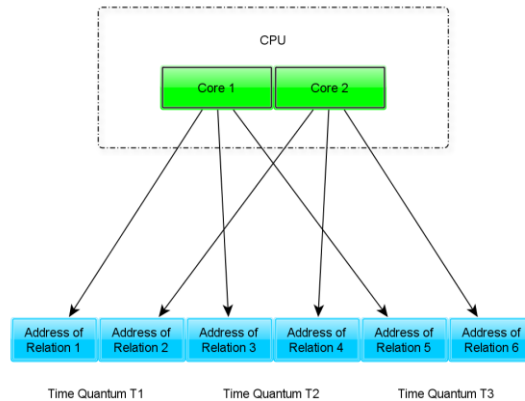 CPU
Core 1
Core 2
Address of
Relation 1
Address of
Relation 2
Address of
Relation 3
Address of
Relation 4
Address of
Relation 5
Address of
Relation 6
Time Quantum T1
Time Quantum T2
Time Quantum T3